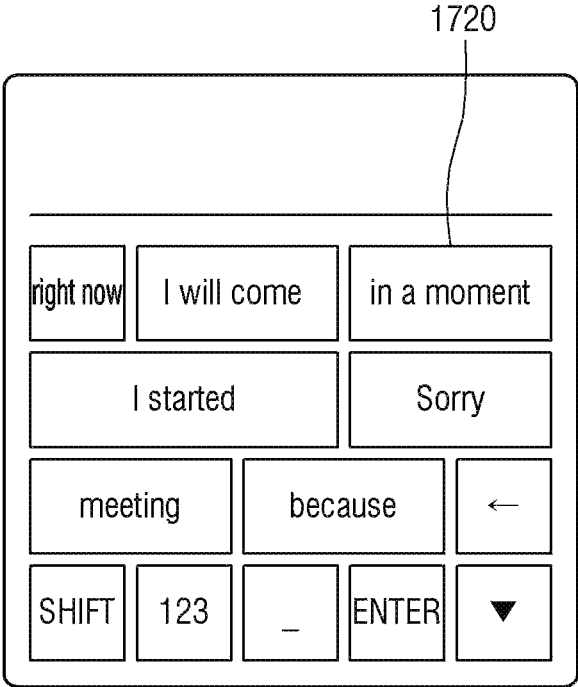 1720
right now I will come in a moment
I started Sorry
meeting because ←
SHIFT 123 _ ENTER ▼